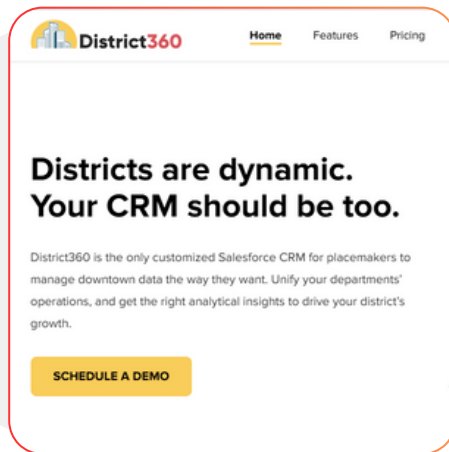 District360
Home Features Pricing
Districts are dynamic.
Your CRM should be too.
District360 is the only customized Salesforce CRM for placemakers to
manage downtown data the way they want. Unify your departments'
operations, and get the right analytical insights to drive your district's
growth.
SCHEDULE A DEMO